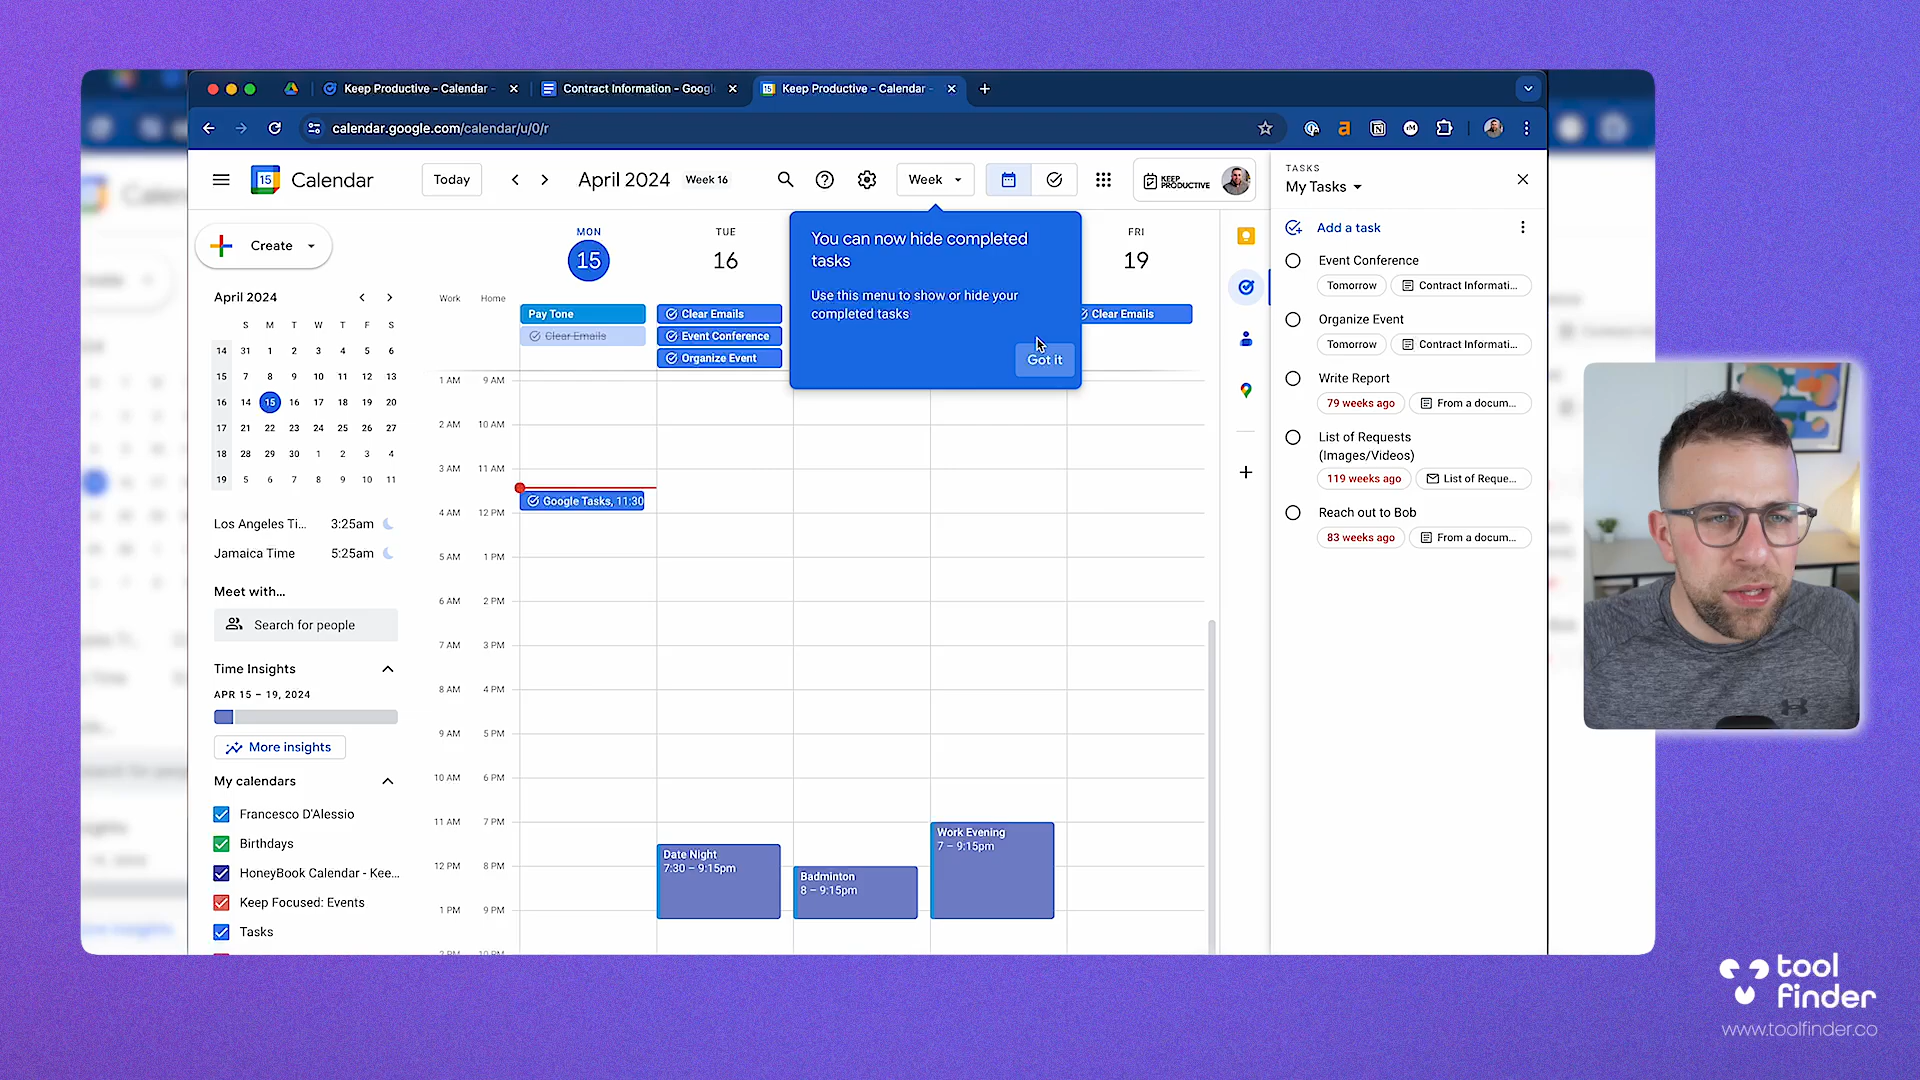 Keep Productive - Calendar -
Contract Information - Googl
Keep Productive - Calendar -
calendar.google.com/calendar/u/0/r
15
Calendar
Today
April 2024
Week 16
Week
KEEP
PRODUCTIVE
TASKS
My Tasks
Create
MON
15
TUE
16
FRI
19
You can now hide completed
tasks
Use this menu to show or hide your
completed tasks
Got it
Work
Home
Pay Tone
Clear Emails
Clear Emails
Event Conference
Organize Event
Clear Emails
Add a task
Event Conference
Tomorrow
Contract Informati...
Organize Event
Tomorrow
Contract Informati...
Write Report
79 weeks ago
From a docum...
List of Requests
(Images/Videos)
119 weeks ago
List of Reque...
Reach out to Bob
83 weeks ago
From a docum...
April 2024
S M T W T F S
14 31 1 2 3 4 5 6
15 7 8 9 10 11 12 13
16 14 15 16 17 18 19 20
17 21 22 23 24 25 26 27
18 28 29 30 1 2 3 4
19 5 6 7 8 9 10 11
Los Angeles Ti... 3:25am
Jamaica Time 5:25am
Meet with...
Search for people
Time Insights
APR 15 – 19, 2024
More insights
My calendars
Francesco D'Alessio
Birthdays
HoneyBook Calendar - Kee...
Keep Focused: Events
Tasks
1 AM 9 AM
2 AM 10 AM
3 AM 11 AM
4 AM 12 PM
5 AM 1 PM
6 AM 2 PM
7 AM 3 PM
8 AM 4 PM
9 AM 5 PM
10 AM 6 PM
11 AM 7 PM
12 PM 8 PM
1 PM 9 PM
2 PM 10 PM
Google Tasks, 11:30
Date Night
7:30 – 9:15pm
Badminton
8 – 9:15pm
Work Evening
7 – 9:15pm
tool
finder
www.toolfinder.co